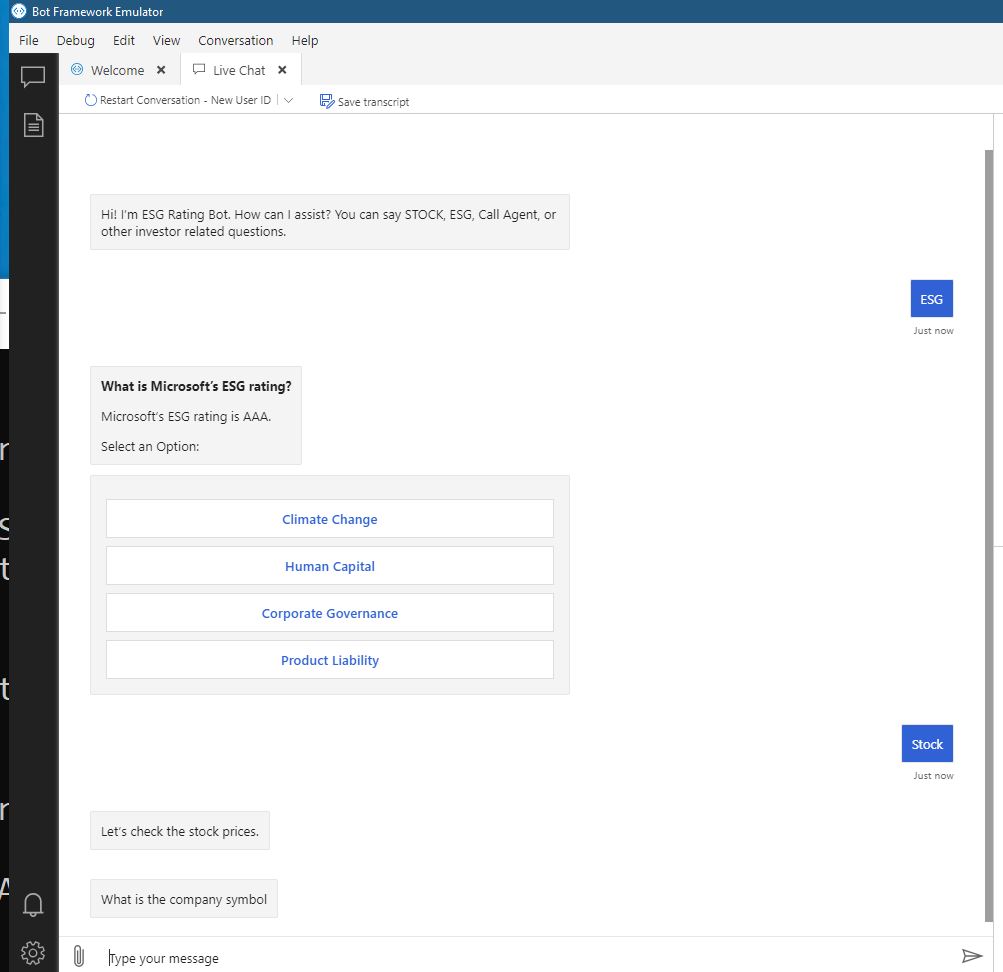 Bot Framework Emulator
File Debug Edit View Conversation Help
Welcome Live Chat
Restart Conversation - New User ID Save transcript
Hi! I'm ESG Rating Bot. How can I assist? You can say STOCK, ESG, Call Agent, or
other investor related questions.
ESG
Just now
What is Microsoft's ESG rating?
Microsoft's ESG rating is AAA.
Select an Option:
Climate Change
Human Capital
Corporate Governance
Product Liability
Stock
Just now
Let's check the stock prices.
What is the company symbol
Type your message